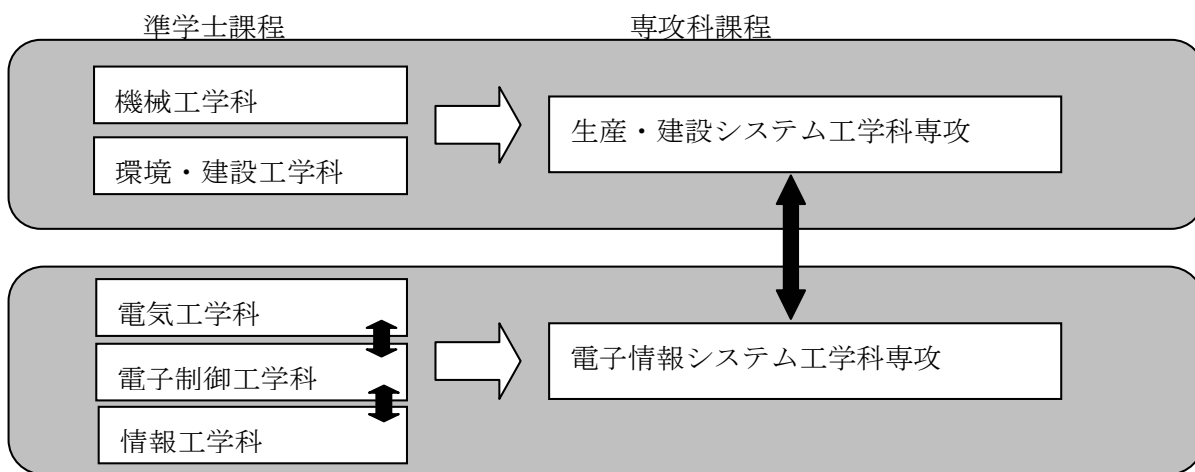 準学士課程
専攻科課程
機械工学科
環境・建設工学科
生産・建設システム工学科専攻
電気工学科
電子制御工学科
情報工学科
電子情報システム工学科専攻